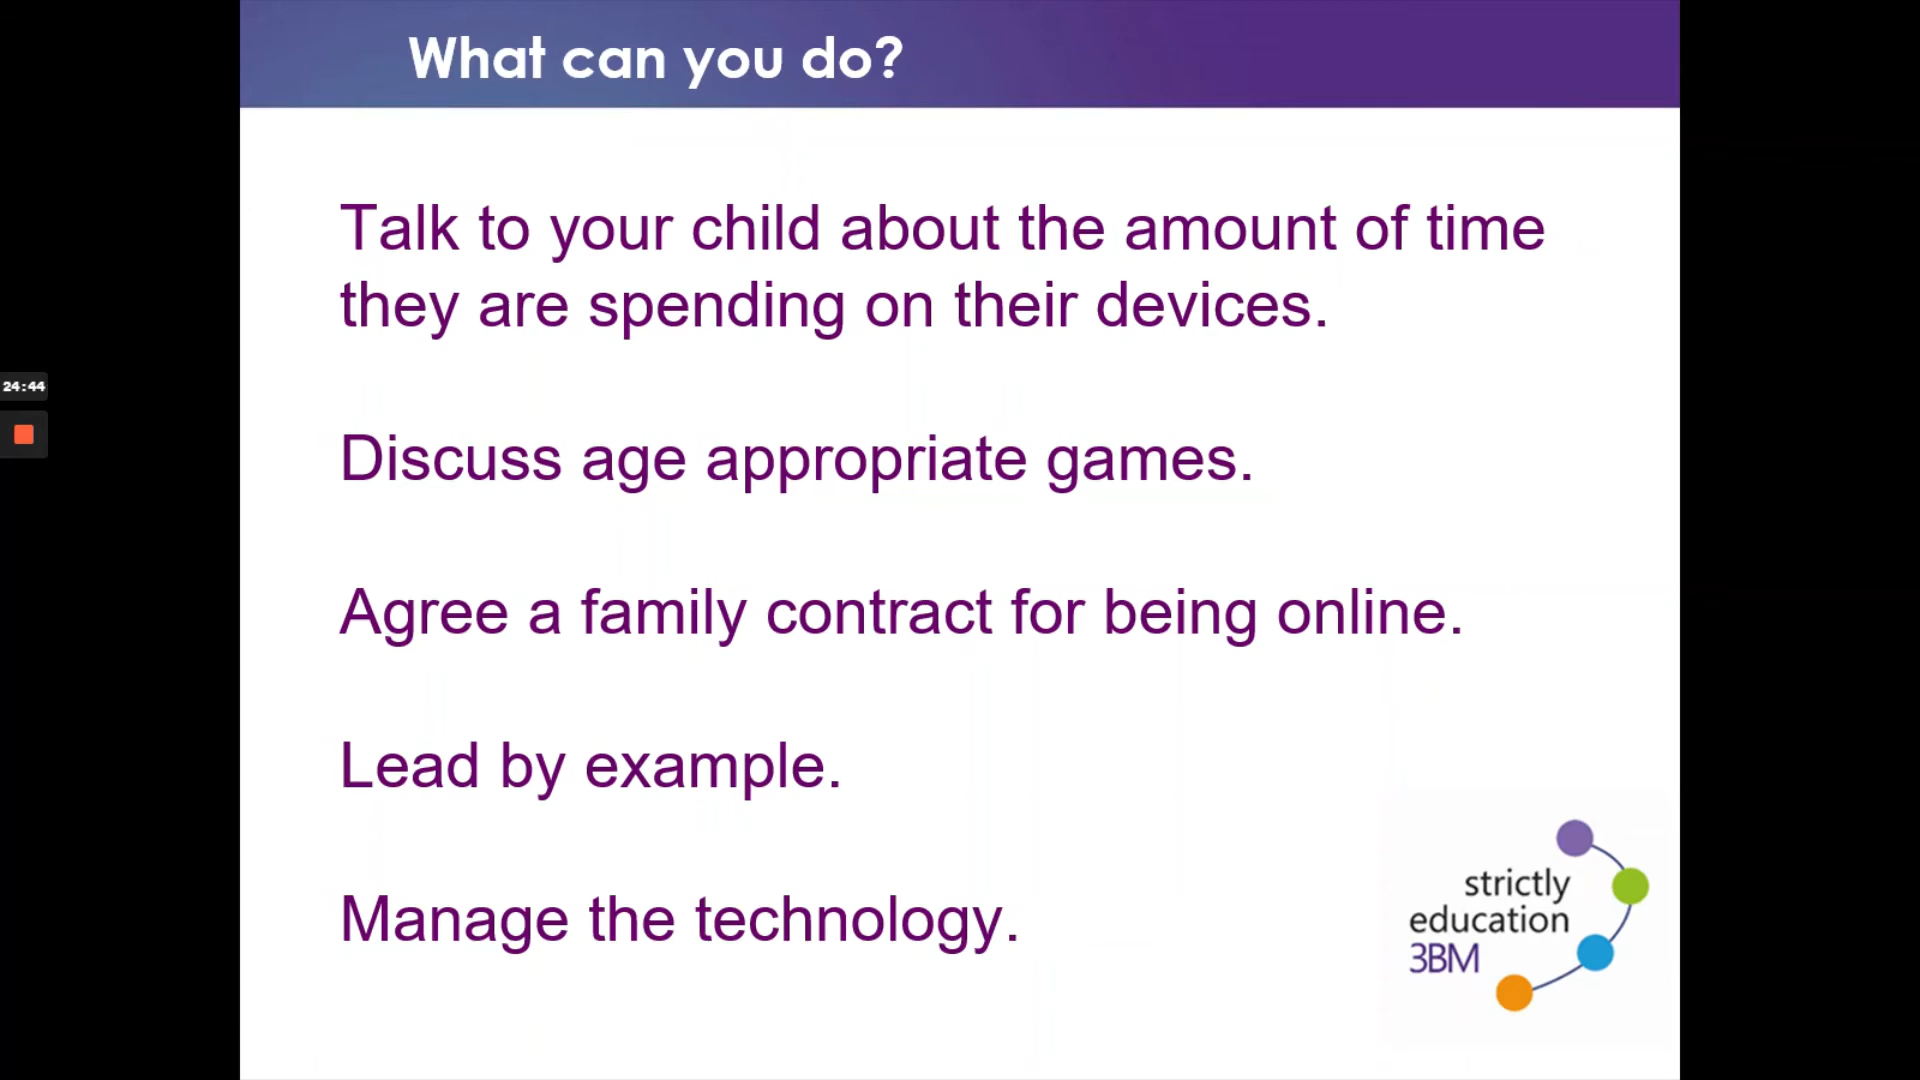 What can you do?
Talk to your child about the amount of time
they are spending on their devices.
24:44
Discuss age appropriate games.
Agree a family contract for being online.
Lead by example.
Manage the technology.
strictly
education
3BM